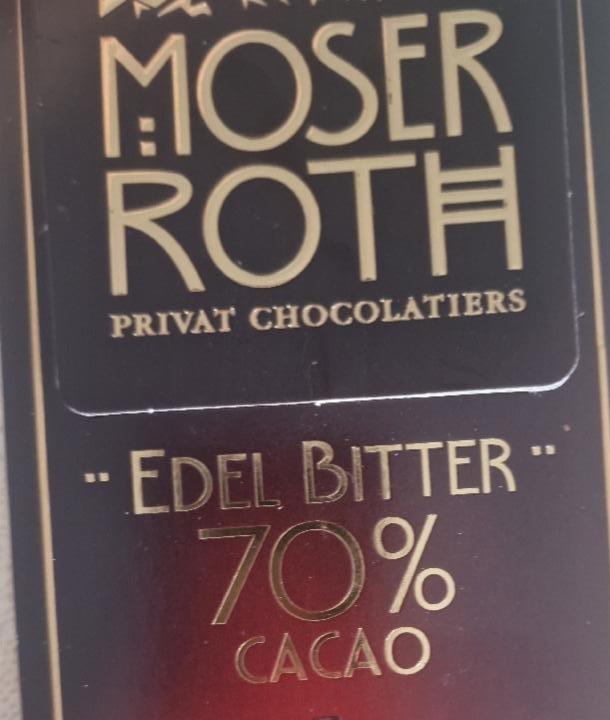 MOSER
ROTH
PRIVAT CHOCOLATIERS
¨ EDEL BITTER ¨
70%
CACAO